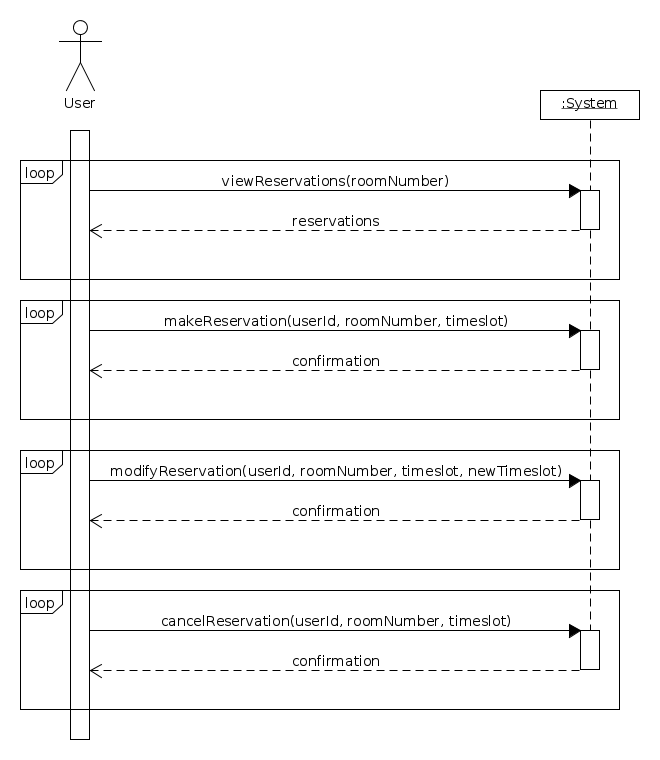 User
:System
loop
viewReservations(roomNumber)
reservations
loop
makeReservation(userId, roomNumber, timeslot)
confirmation
loop
modifyReservation(userId, roomNumber, timeslot, newTimeslot)
confirmation
loop
cancelReservation(userId, roomNumber, timeslot)
confirmation